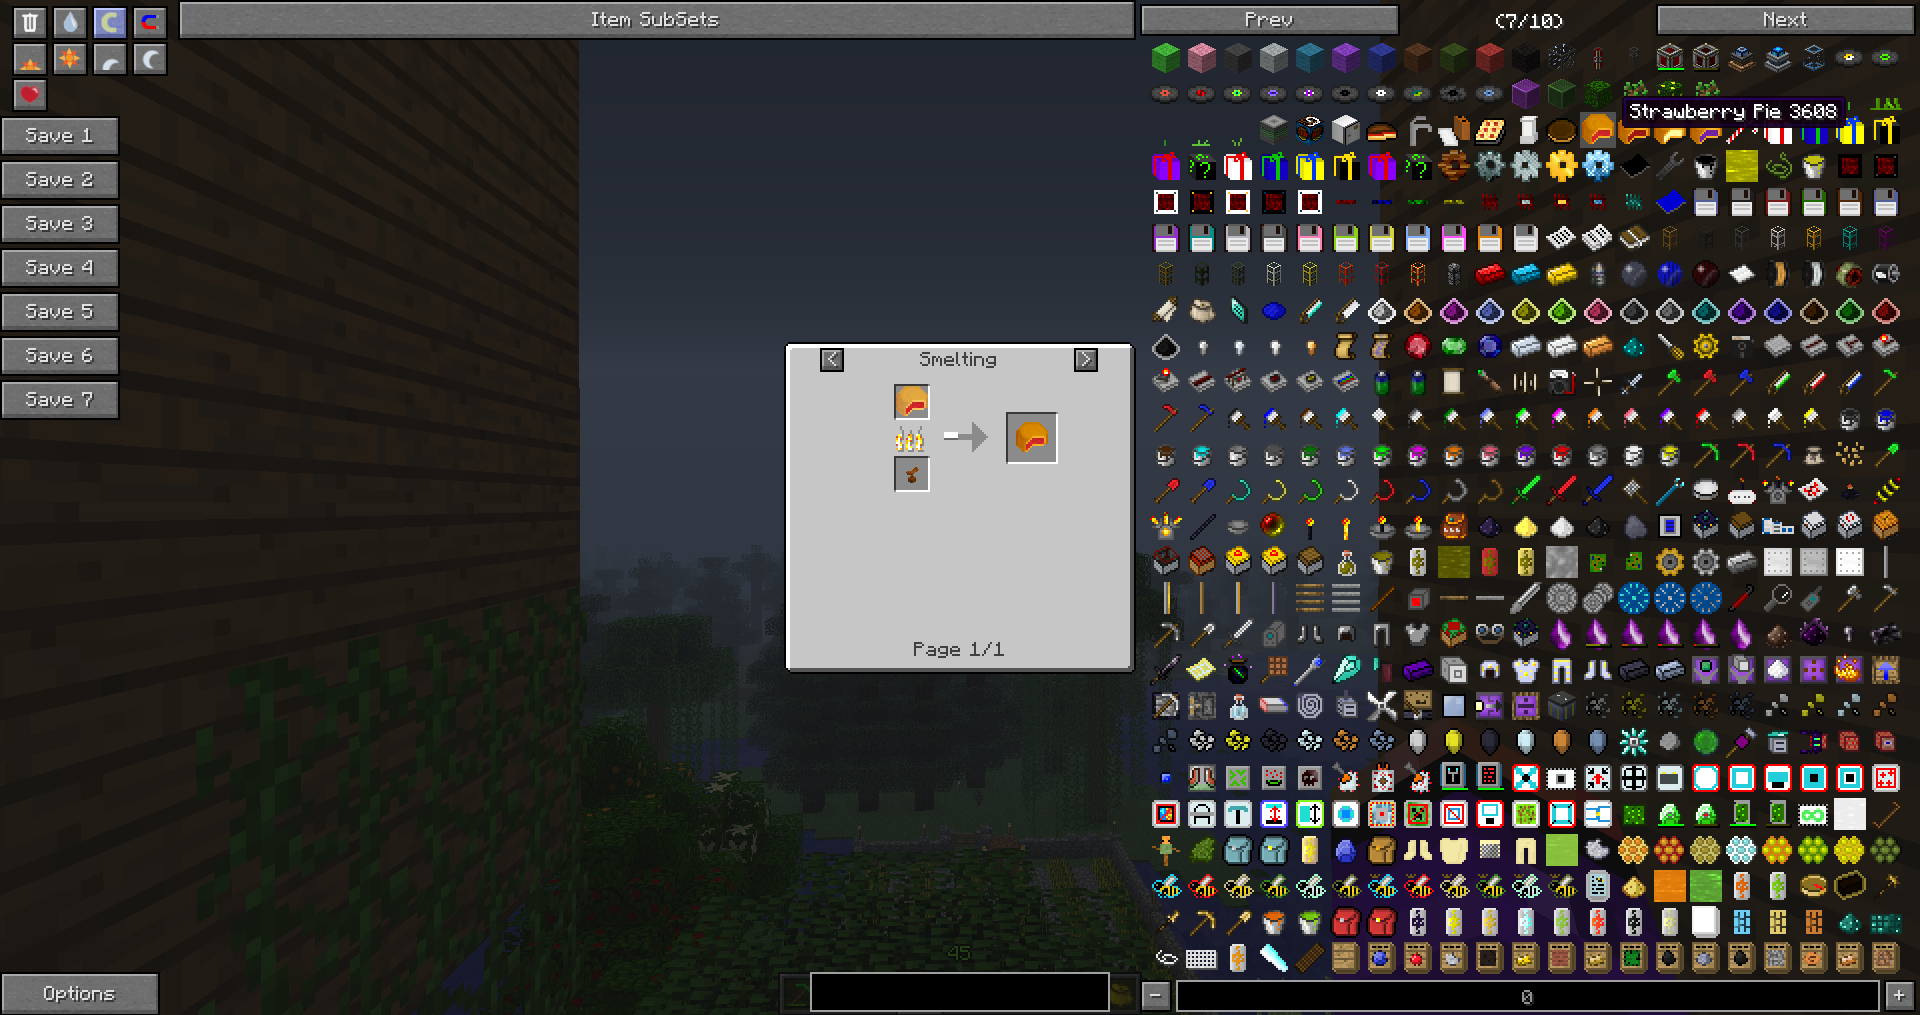 Item SubSets
Prev
(7/10)
Next
Strawberry Pie 3608
Save 1
Save 2
Save 3
Save 4
Save 5
Save 6
Save 7
Smelting
Page 1/1
45
Options
0